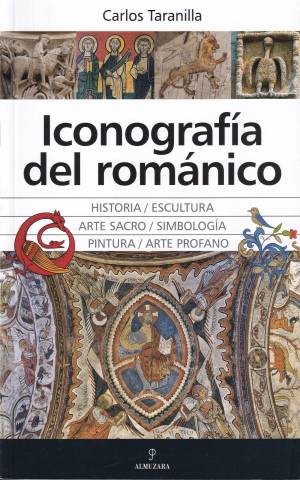 Carlos Taranilla
Iconografía
del románico
HISTORIA / ESCULTURA
ARTE SACRO / SIMBOLOGÍA
PINTURA / ARTE PROFANO
ALMUZARA